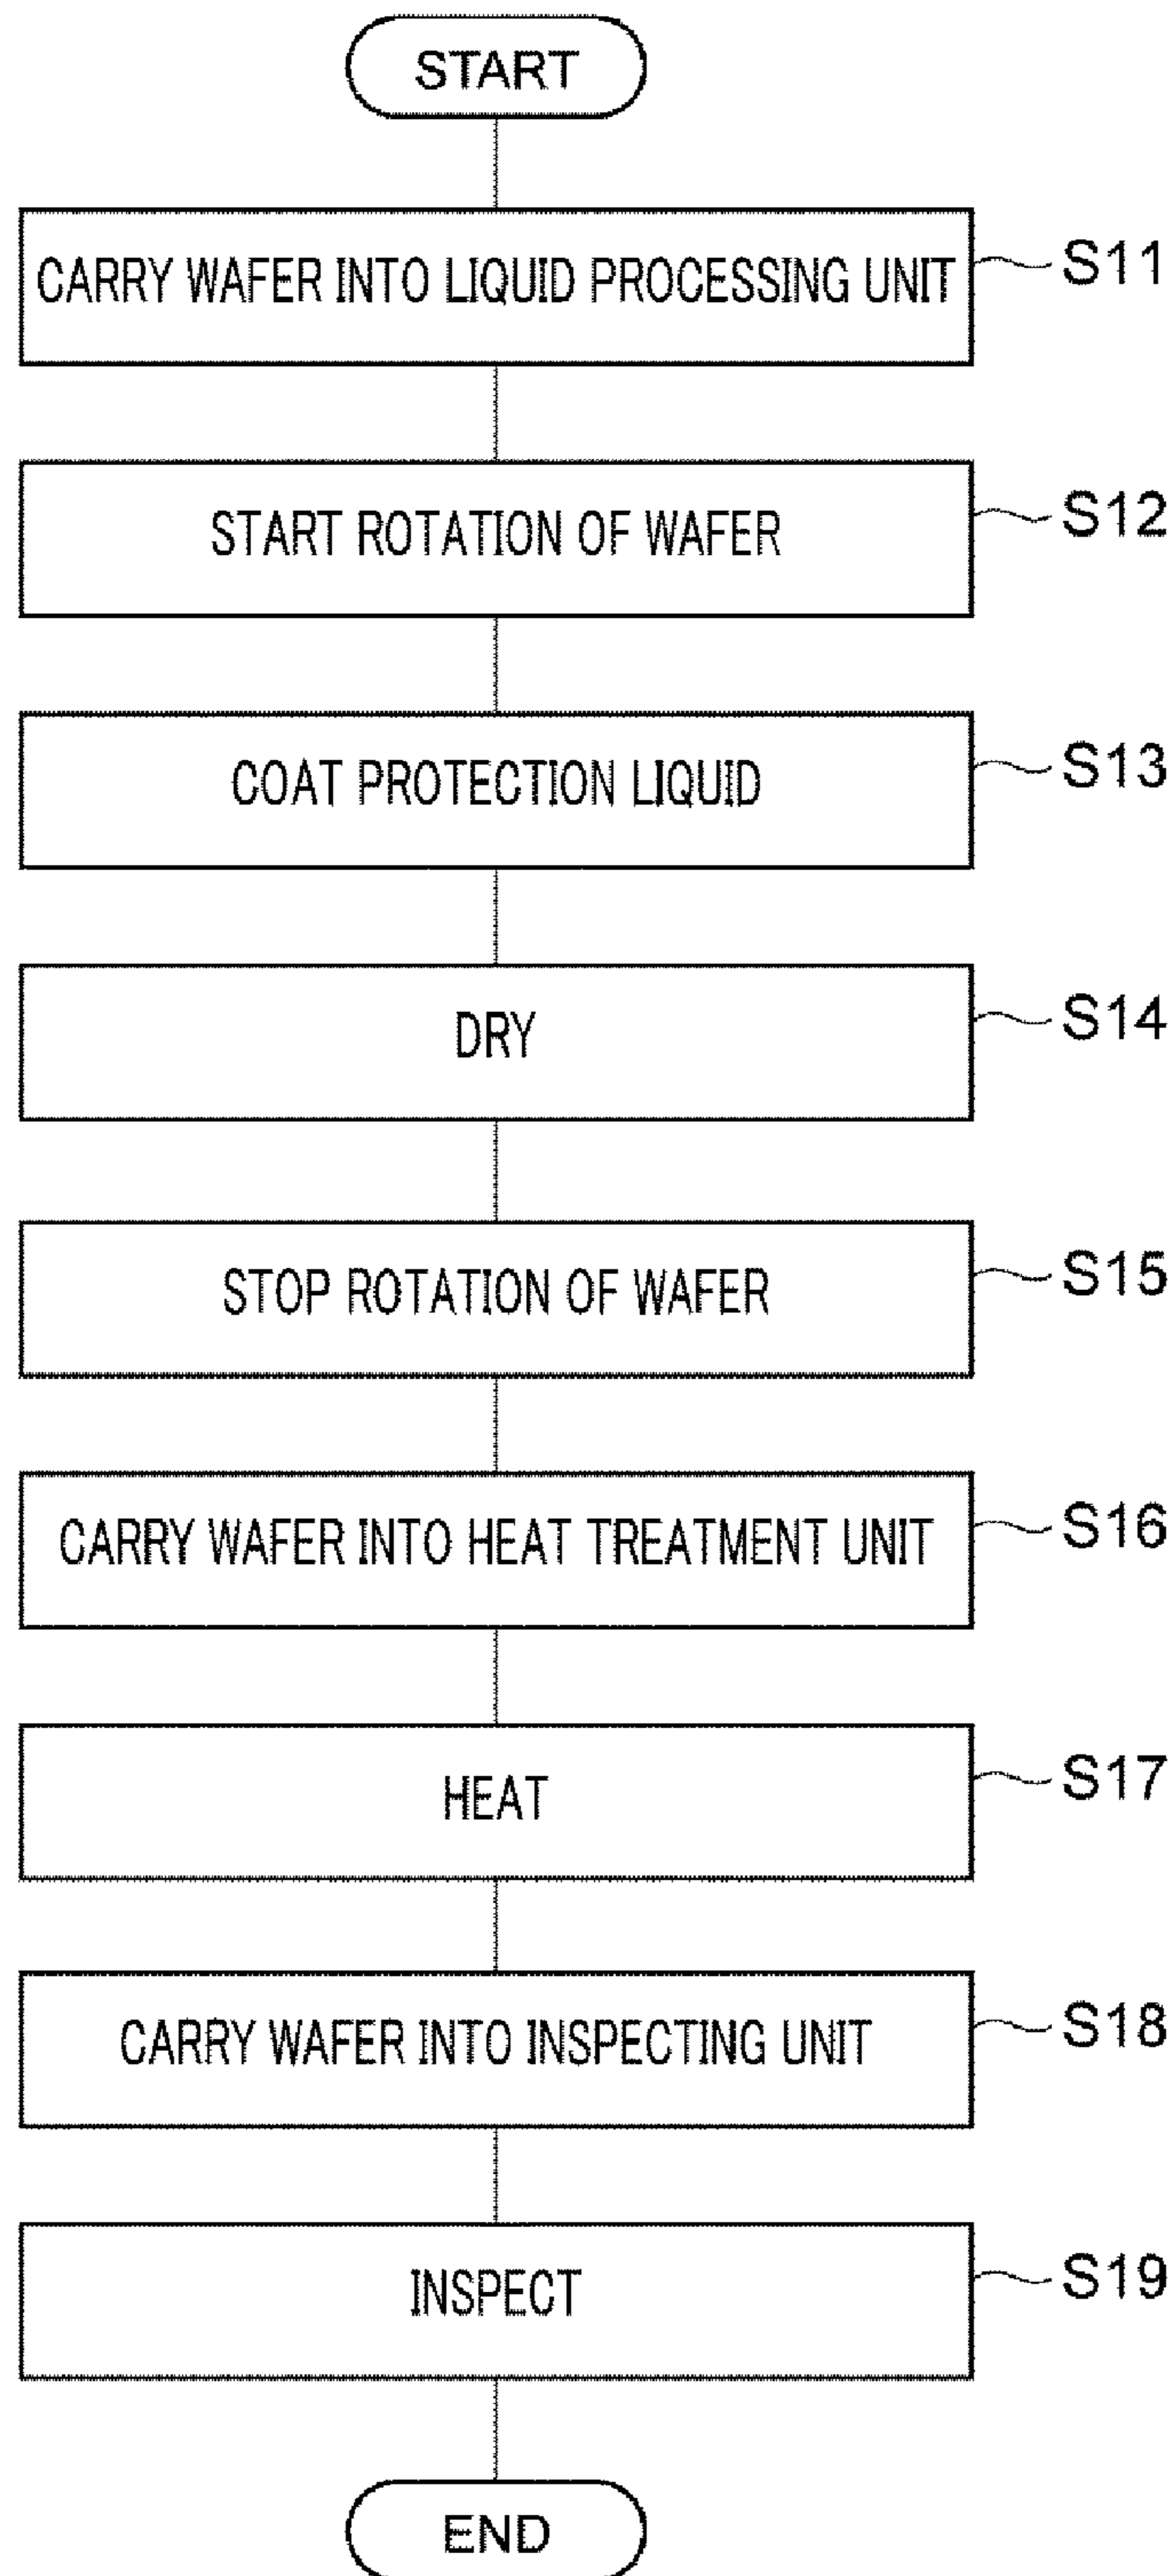 START
CARRY WAFER INTO LIQUID PROCESSING UNIT
S11
START ROTATION OF WAFER
S12
COAT PROTECTION LIQUID
S13
DRY
S14
STOP ROTATION OF WAFER
S15
CARRY WAFER INTO HEAT TREATMENT UNIT
S16
HEAT
S17
CARRY WAFER INTO INSPECTING UNIT
S18
INSPECT
S19
END